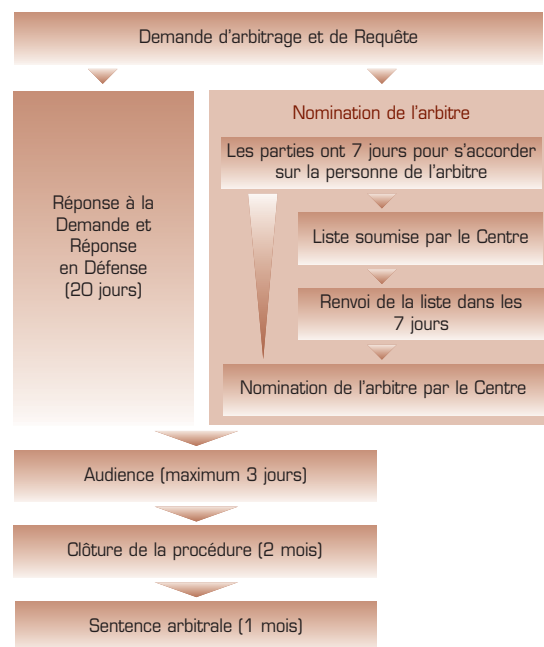 Demande d'arbitrage et de Requête
Réponse à la
Demande et
Réponse
en Défense
(20 jours)
Nomination de l'arbitre
Les parties ont 7 jours pour s'accorder
sur la personne de l'arbitre
Liste soumise par le Centre
Renvoi de la liste dans les
7 jours
Nomination de l'arbitre par le Centre
Audience (maximum 3 jours)
Clôture de la procédure (2 mois)
Sentence arbitrale (1 mois)